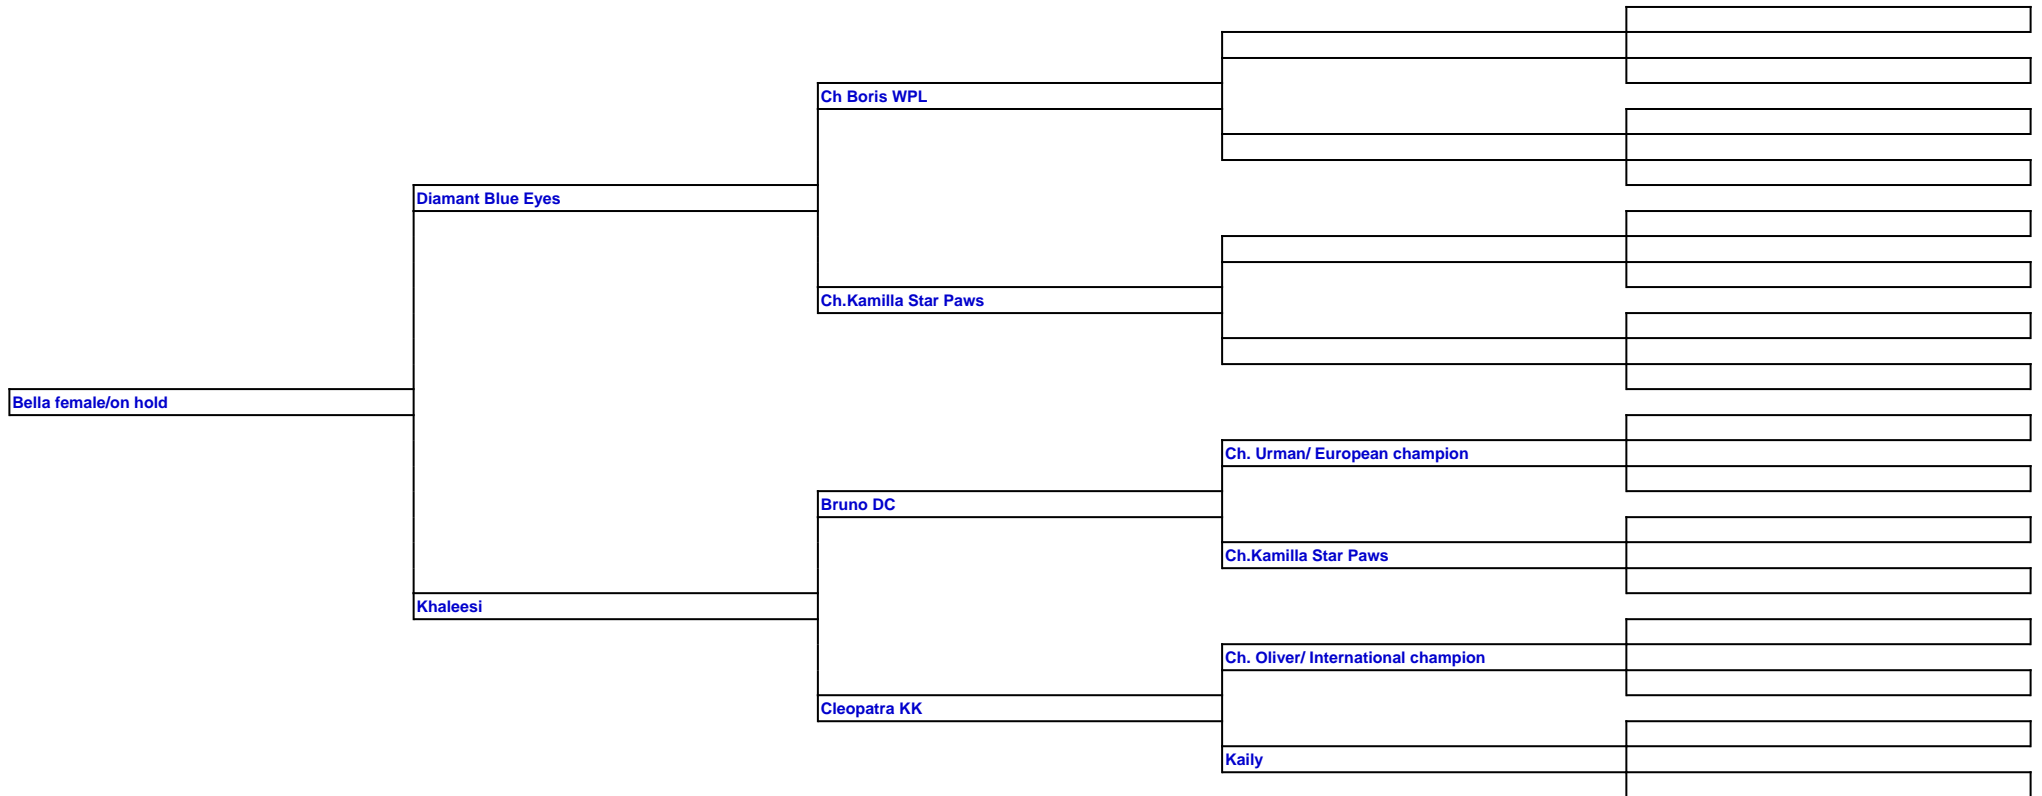 Ch Boris WPL
Diamant Blue Eyes
Ch.Kamilla Star Paws
Bella female/on hold
Ch. Urman/ European champion
Bruno DC
Ch.Kamilla Star Paws
Khaleesi
Ch. Oliver/ International champion
Cleopatra KK
Kaily